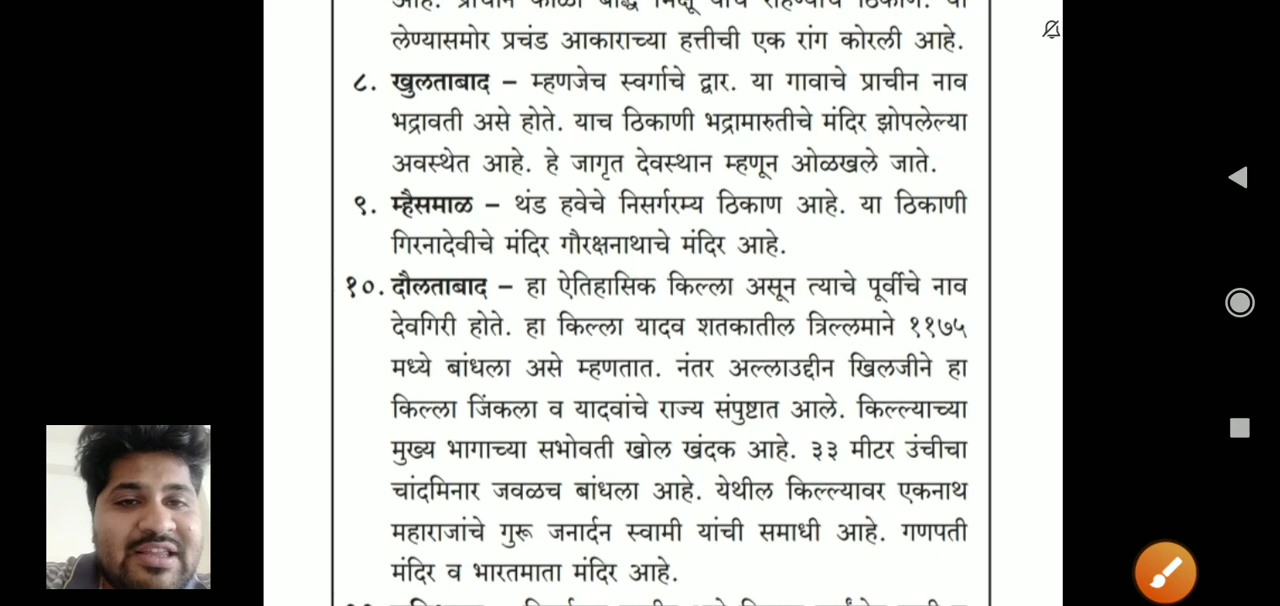 लेण्यासमोर प्रचंड आकाराच्या हत्तीची एक रांग कोरली आहे.
८. खुलताबाद – म्हणजेच स्वर्गाचे द्वार. या गावाचे प्राचीन नाव
भद्रावती असे होते. याच ठिकाणी भद्रामारुतीचे मंदिर झोपलेल्या
अवस्थेत आहे. हे जागृत देवस्थान म्हणून ओळखले जाते.
९. म्हैसमाळ – थंड हवेचे निसर्गरम्य ठिकाण आहे. या ठिकाणी
गिरनादेवीचे मंदिर गौरक्षनाथाचे मंदिर आहे.
१०. दौलताबाद – हा ऐतिहासिक किल्ला असून त्याचे पूर्वीचे नाव
देवगिरी होते. हा किल्ला यादव शतकातील त्रिल्लमाने ११७५
मध्ये बांधला असे म्हणतात. नंतर अल्लाउद्दीन खिलजीने हा
किल्ला जिंकला व यादवांचे राज्य संपुष्टात आले. किल्ल्याच्या
मुख्य भागाच्या सभोवती खोल खंदक आहे. ३३ मीटर उंचीचा
चांदमिनार जवळच बांधला आहे. येथील किल्ल्यावर एकनाथ
महाराजांचे गुरू जनार्दन स्वामी यांची समाधी आहे. गणपती
मंदिर व भारतमाता मंदिर आहे.